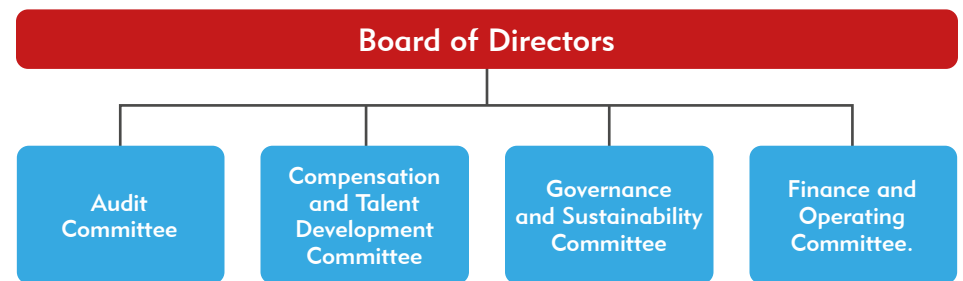 Board of Directors
Audit
Committee
Compensation
and Talent
Development
Committee
Governance
and Sustainability
Committee
Finance and
Operating
Committee.